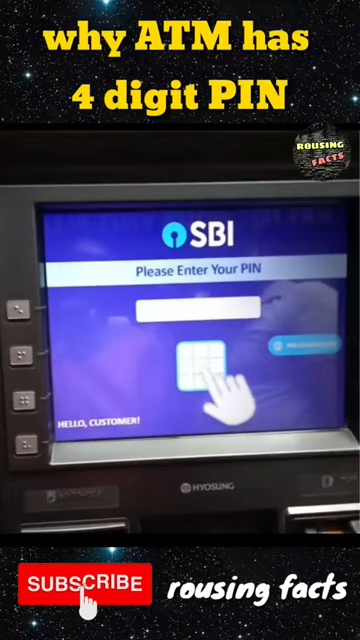 why ATM has
4 digit PIN
ROUSING
FACTS
SBI
Please Enter Your PIN
HELLO, CUSTOMER!
HYOSUNG
SUBSCRIBE
rousing facts